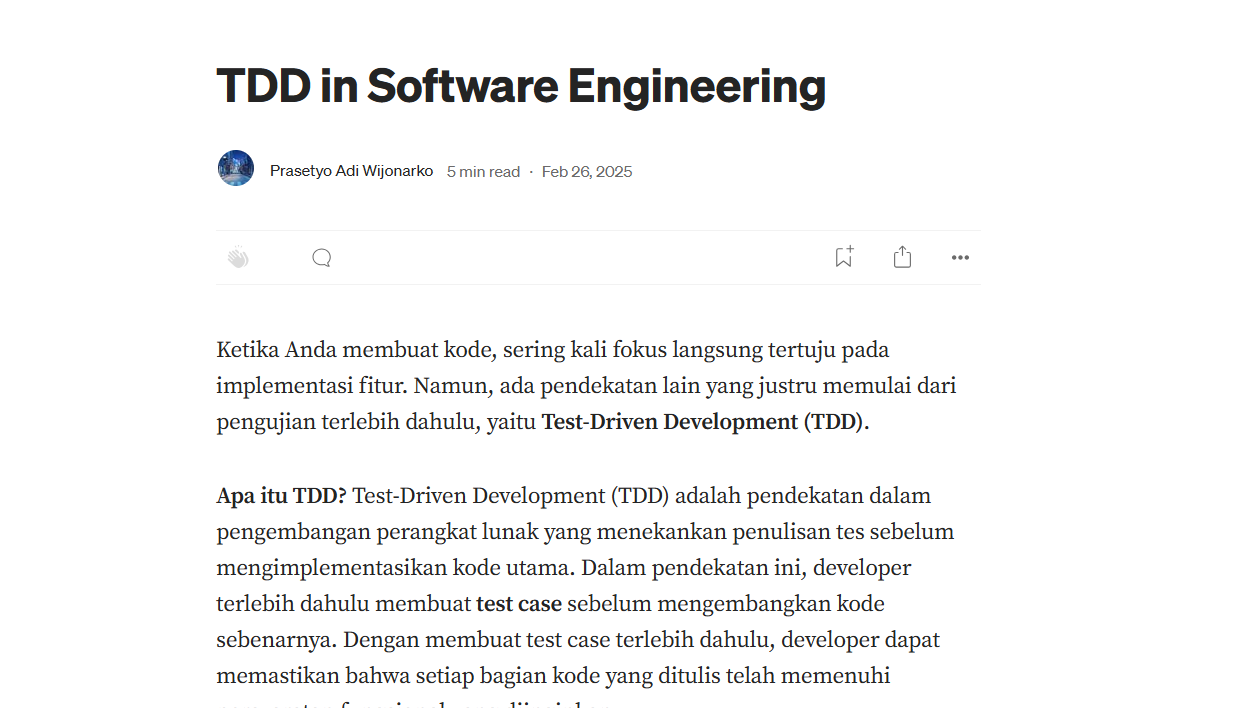 TDD in Software Engineering
Prasetyo Adi Wijonarko 5 min read · Feb 26, 2025
Ketika Anda membuat kode, sering kali fokus langsung tertuju pada
implementasi fitur. Namun, ada pendekatan lain yang justru memulai dari
pengujian terlebih dahulu, yaitu Test-Driven Development (TDD).
Apa itu TDD? Test-Driven Development (TDD) adalah pendekatan dalam
pengembangan perangkat lunak yang menekankan penulisan tes sebelum
mengimplementasikan kode utama. Dalam pendekatan ini, developer
terlebih dahulu membuat test case sebelum mengembangkan kode
sebenarnya. Dengan membuat test case terlebih dahulu, developer dapat
memastikan bahwa setiap bagian kode yang ditulis telah memenuhi